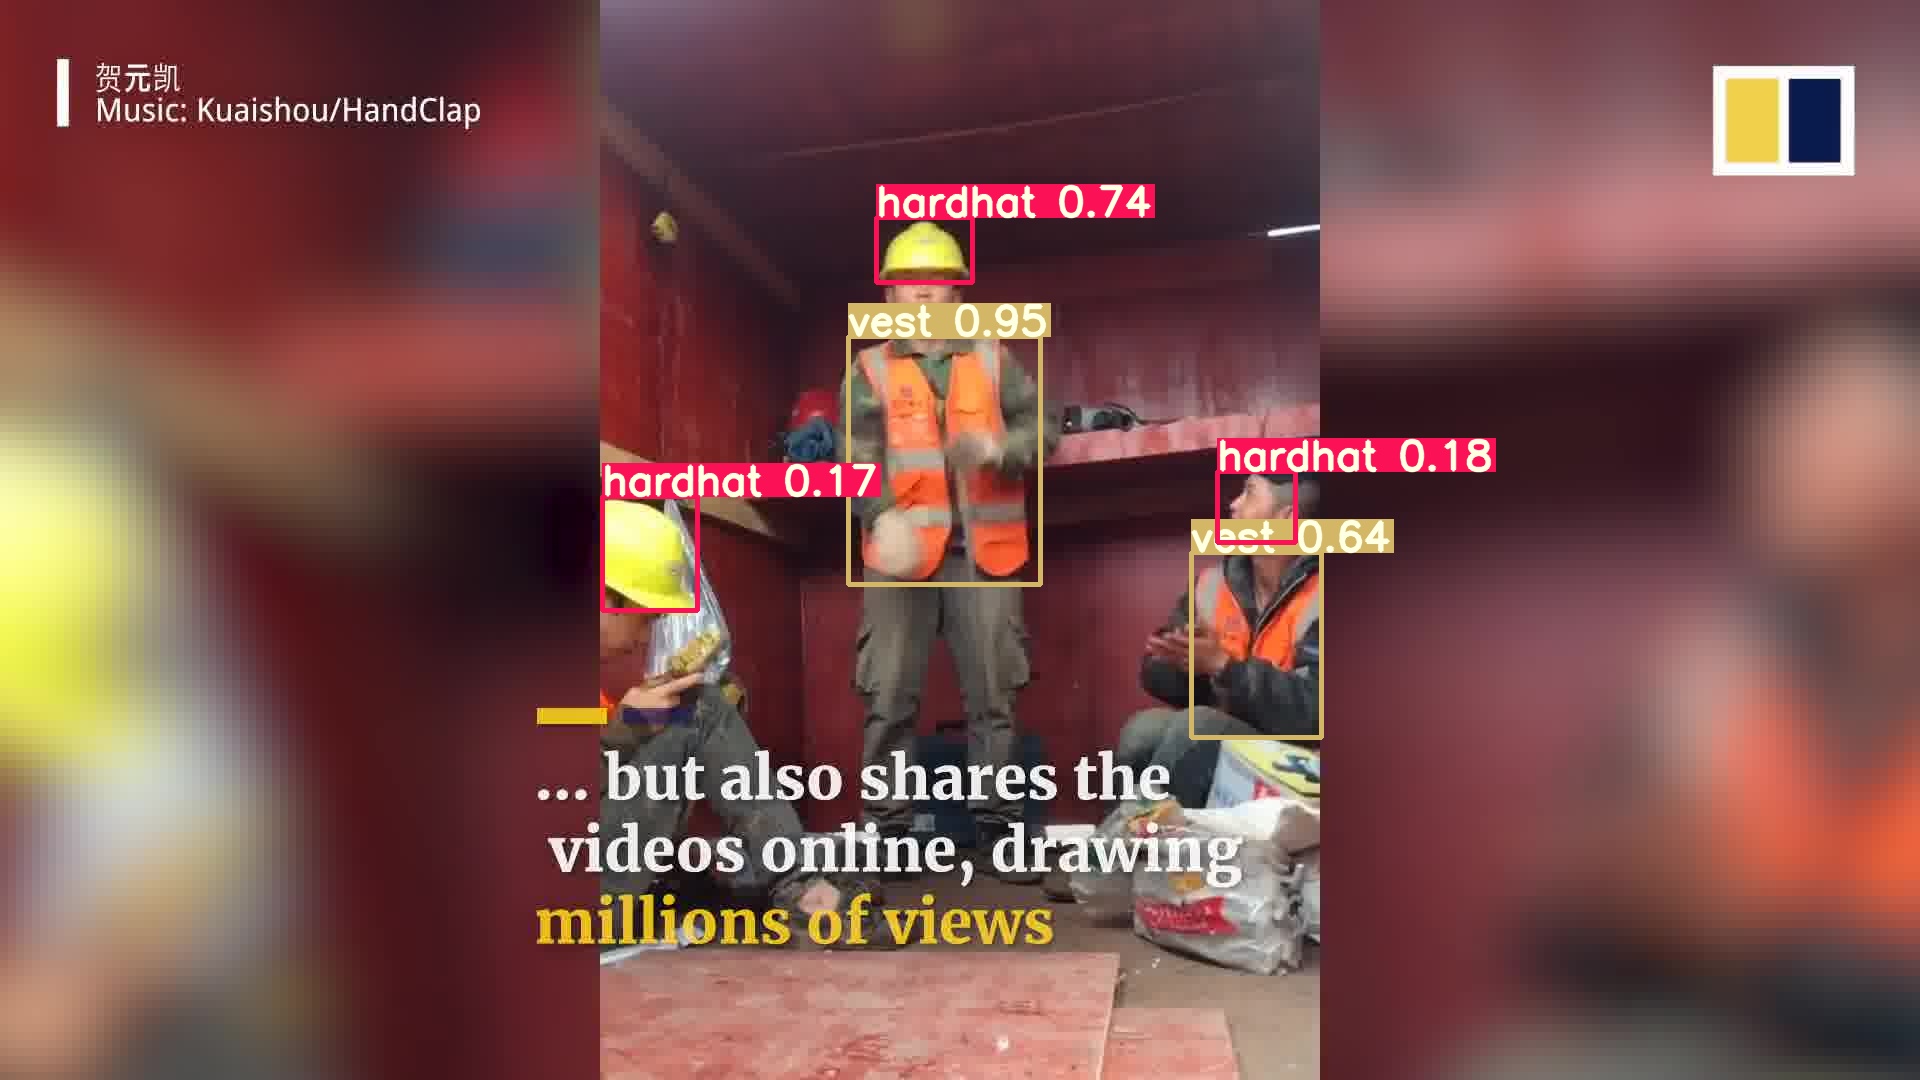 贺元凯
Music: Kuaishou/HandClap
hardhat 0.74
vest 0.95
hardhat 0.18
hardhat 0.17
vest 0.64
... but also shares the
videos online, drawing
millions of views